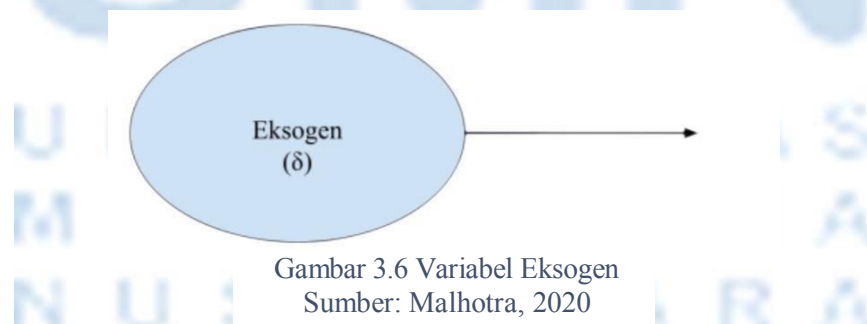 Eksogen
(δ)
Gambar 3.6 Variabel Eksogen
Sumber: Malhotra, 2020